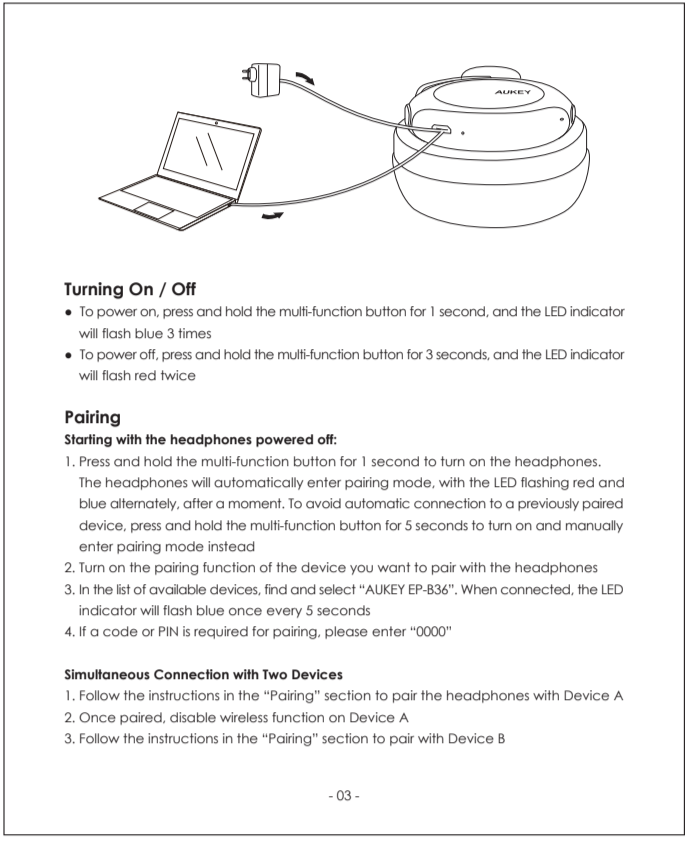 AUKEY
Turning On / Off
● To power on, press and hold the multi-function button for 1 second, and the LED indicator
will flash blue 3 times
● To power off, press and hold the multi-function button for 3 seconds, and the LED indicator
will flash red twice
Pairing
Starting with the headphones powered off:
1. Press and hold the multi-function button for 1 second to turn on the headphones.
The headphones will automatically enter pairing mode, with the LED flashing red and
blue alternately, after a moment. To avoid automatic connection to a previously paired
device, press and hold the multi-function button for 5 seconds to turn on and manually
enter pairing mode instead
2. Turn on the pairing function of the device you want to pair with the headphones
3. In the list of available devices, find and select “AUKEY EP-B36”. When connected, the LED
indicator will flash blue once every 5 seconds
4. If a code or PIN is required for pairing, please enter “0000”
Simultaneous Connection with Two Devices
1. Follow the instructions in the “Pairing” section to pair the headphones with Device A
2. Once paired, disable wireless function on Device A
3. Follow the instructions in the “Pairing” section to pair with Device B
- 03 -